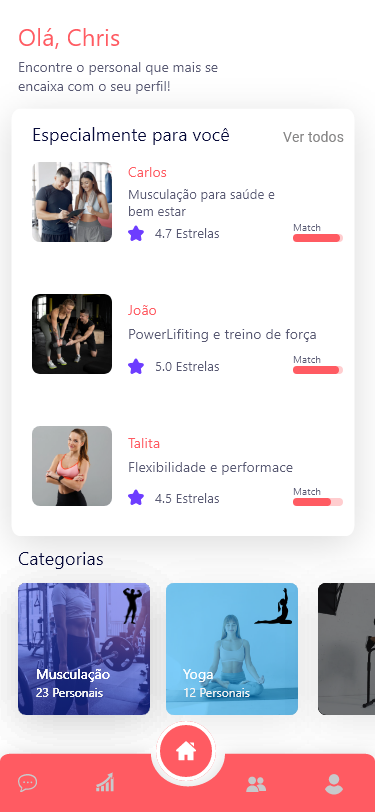 Olá, Chris
Encontre o personal que mais se
encaixa com o seu perfil!
Especialmente para você
Ver todos
Carlos
Musculação para saúde e
bem estar
4.7 Estrelas
Match
João
PowerLifiting e treino de força
5.0 Estrelas
Match
Talita
Flexibilidade e performace
4.5 Estrelas
Match
Categorias
Musculação
23 Personais
Yoga
12 Personais